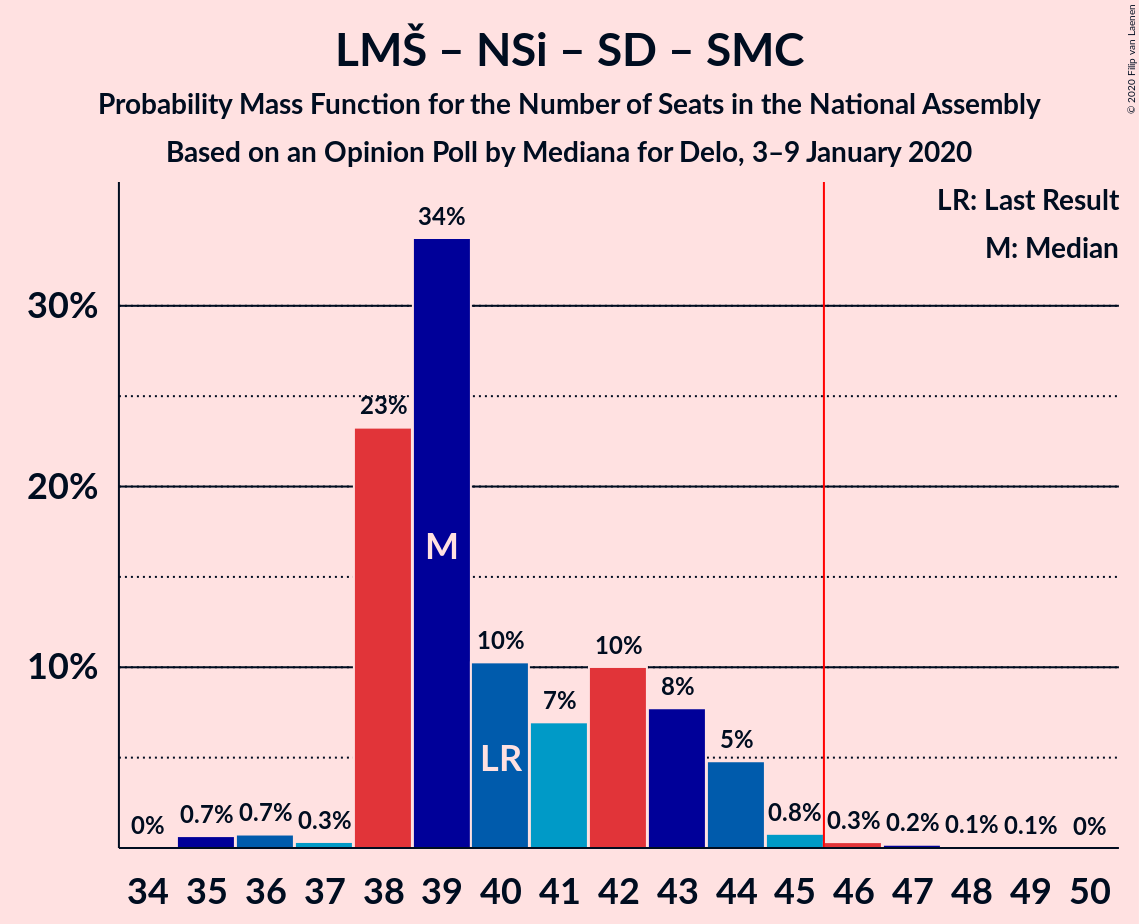 LMŠ – NSi – SD – SMC
Probability Mass Function for the Number of Seats in the National Assembly
Based on an Opinion Poll by Mediana for Delo, 3–9 January 2020
© 2020 Filip van Laenen
LR: Last Result
M: Median
30%
20%
10%
0%
0.7%
0.7%
0.3%
23%
34%
10%
7%
10%
8%
5%
0.8%
0.3%
0.2%
0.1%
0.1%
0%
M
LR
34 35 36 37 38 39 40 41 42 43 44 45 46 47 48 49 50